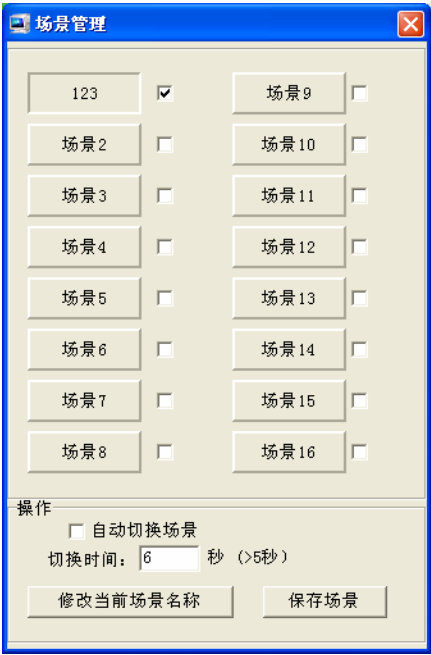 场景管理
123 场景9
场景2 场景10
场景3 场景11
场景4 场景12
场景5 场景13
场景6 场景14
场景7 场景15
场景8 场景16
操作
自动切换场景
切换时间： 6 秒 （>5秒）
修改当前场景名称 保存场景